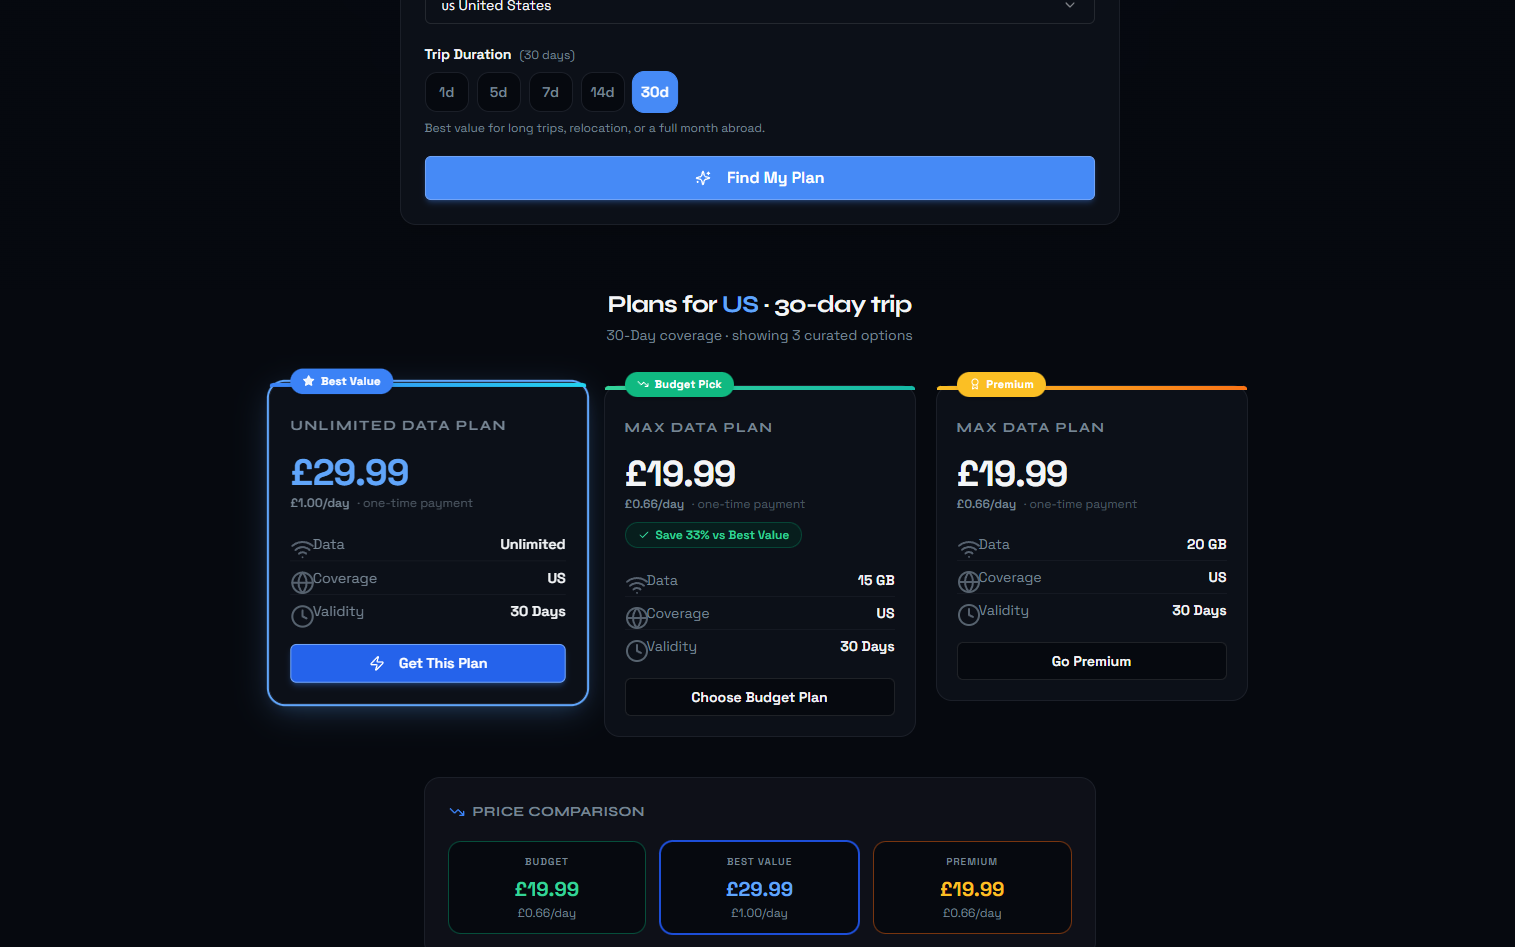 us United States
Trip Duration (30 days)
1d 5d 7d 14d 30d
Best value for long trips, relocation, or a full month abroad.
Find My Plan
Plans for US · 30-day trip
30-Day coverage · showing 3 curated options
Best Value
UNLIMITED DATA PLAN
£29.99
£1.00/day · one-time payment
Data Unlimited
Coverage US
Validity 30 Days
Get This Plan
Budget Pick
MAX DATA PLAN
£19.99
£0.66/day · one-time payment
Save 33% vs Best Value
Data 15 GB
Coverage US
Validity 30 Days
Choose Budget Plan
Premium
MAX DATA PLAN
£19.99
£0.66/day · one-time payment
Data 20 GB
Coverage US
Validity 30 Days
Go Premium
PRICE COMPARISON
BUDGET
£19.99
£0.66/day
BEST VALUE
£29.99
£1.00/day
PREMIUM
£19.99
£0.66/day